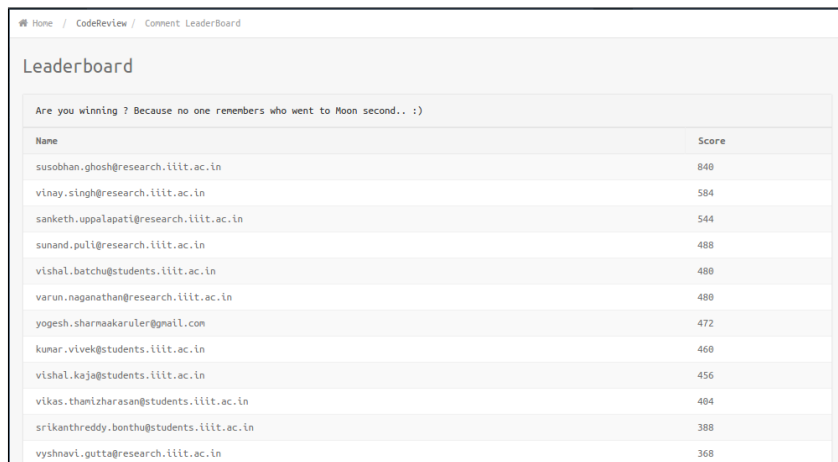 Home / CodeReview / Comment LeaderBoard
Leaderboard
Are you winning ? Because no one remembers who went to Moon second.. :)
Name Score
susobhan.ghosh@research.iiit.ac.in 840
vinay.singh@research.iiit.ac.in 584
sanketh.uppalapati@research.iiit.ac.in 544
sunand.puli@research.iiit.ac.in 488
vishal.batchu@students.iiit.ac.in 480
varun.naganathan@research.iiit.ac.in 480
yogesh.sharmaakaruler@gmail.com 472
kumar.vivek@students.iiit.ac.in 460
vishal.kaja@students.iiit.ac.in 456
vikas.thamizharasan@students.iiit.ac.in 404
srikanthreddy.bonthu@students.iiit.ac.in 388
vyshnavi.gutta@research.iiit.ac.in 368